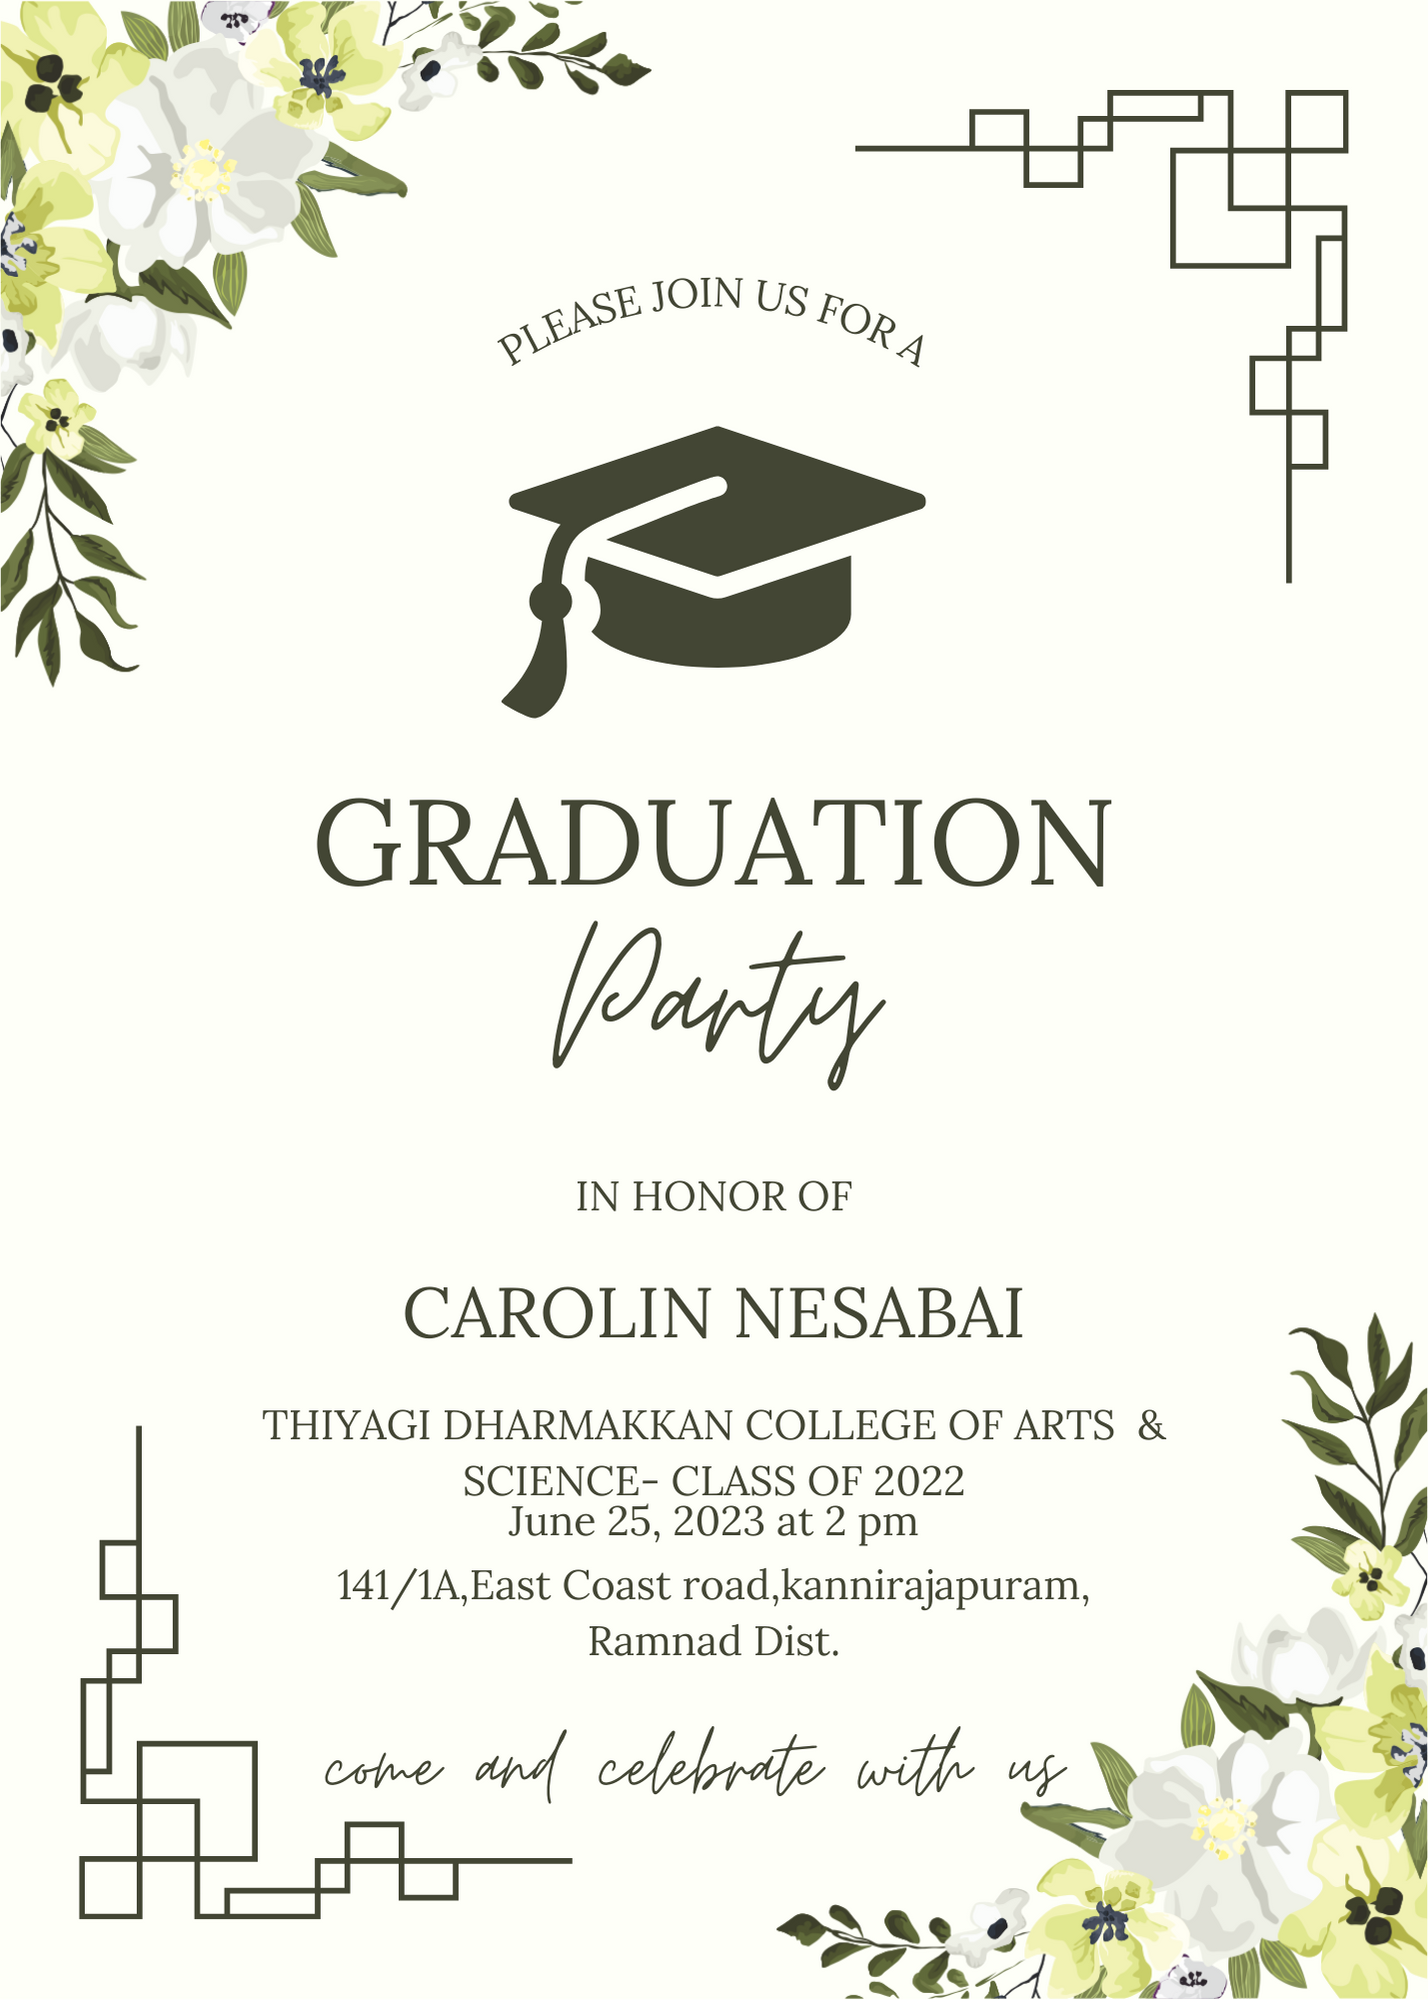 PLEASE JOIN US FOR A
GRADUATION
Party
IN HONOR OF
CAROLIN NESABAI
THIYAGI DHARMAKKAN COLLEGE OF ARTS  &
SCIENCE- CLASS OF 2022
June 25, 2023 at 2 pm
141/1A,East Coast road,kannirajapuram,
Ramnad Dist.
come and celebrate with us